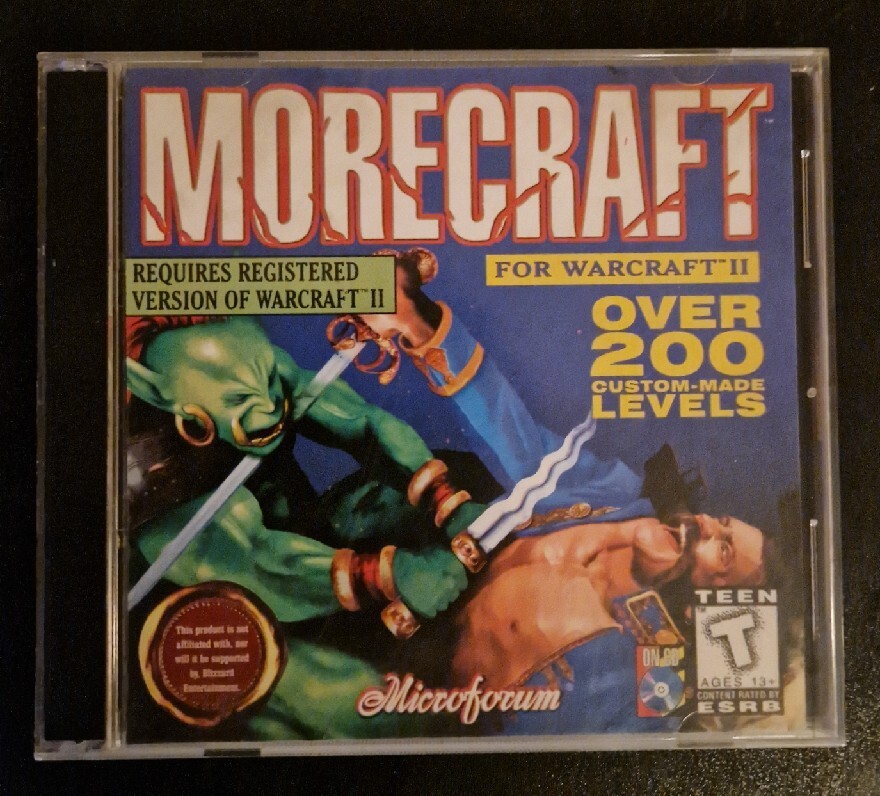 MORECRAFT
REQUIRES REGISTERED
VERSION OF WARCRAFT™ II
FOR WARCRAFT™ II
OVER
200
CUSTOM-MADE
LEVELS
This product is not
affiliated with, nor
will it be supported
by, Blizzard
Entertainment.
Microforum
ON CD
TEEN
T
AGES 13+
CONTENT RATED BY
ESRB